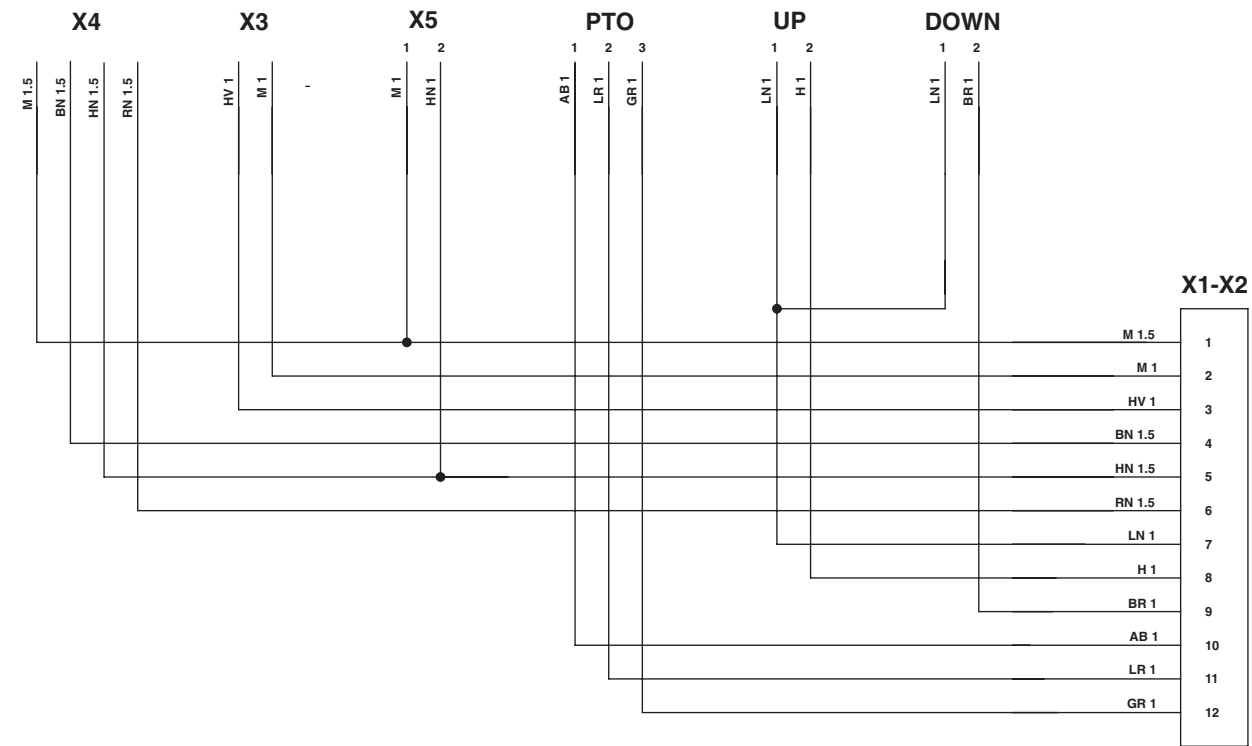 X4 X3 X5 PTO UP DOWN
1 2 1 2 3 1 2 1 2
M 1.5 BN 1.5 HN 1.5 RN 1.5 HV 1 M 1 - M 1 HN 1 AB 1 LR 1 GR 1 LN 1 H 1 LN 1 BR 1
X1-X2
M 1.5 1
M 1 2
HV 1 3
BN 1.5 4
HN 1.5 5
RN 1.5 6
LN 1 7
H 1 8
BR 1 9
AB 1 10
LR 1 11
GR 1 12